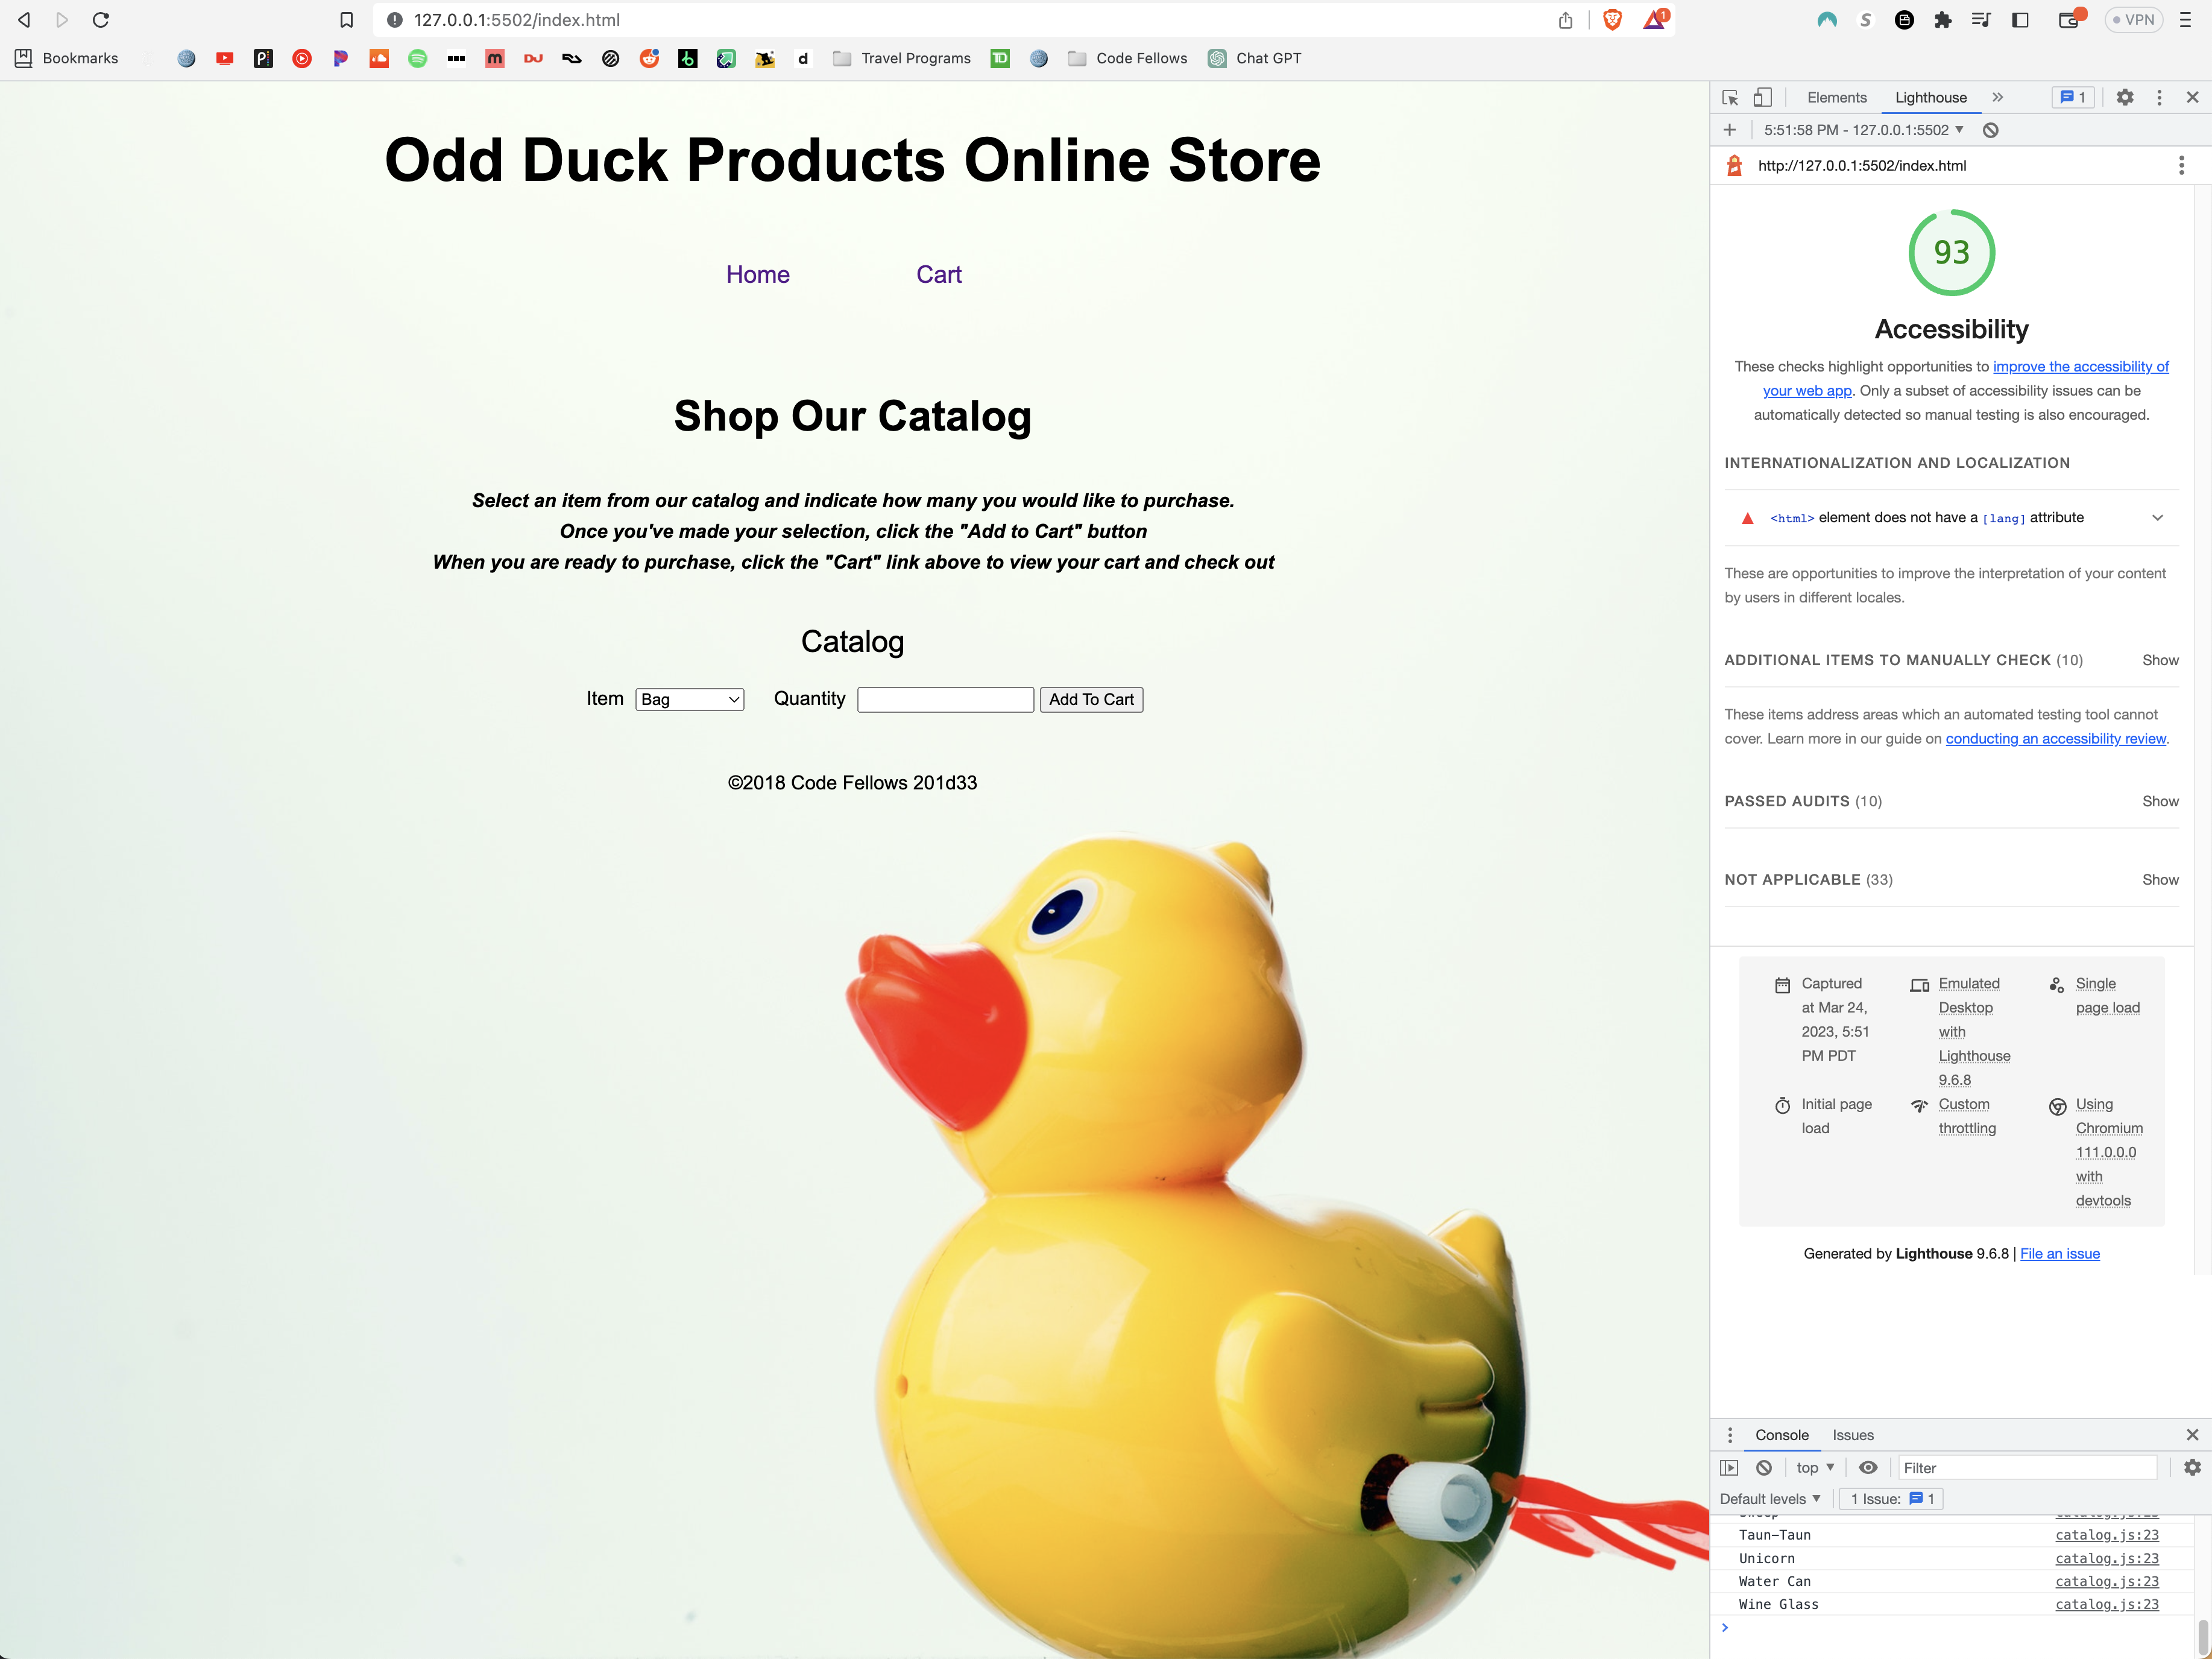 127.0.0.1:5502/index.html
1
VPN
Bookmarks
DJ
d
Travel Programs
TD
Code Fellows
Chat GPT
Odd Duck Products Online Store
Home
Cart
Shop Our Catalog
Select an item from our catalog and indicate how many you would like to purchase.
Once you've made your selection, click the "Add to Cart" button
When you are ready to purchase, click the "Cart" link above to view your cart and check out
Catalog
Item
Bag
Quantity
Add To Cart
©2018 Code Fellows 201d33
Elements
Lighthouse
1
5:51:58 PM - 127.0.0.1:5502
http://127.0.0.1:5502/index.html
93
Accessibility
These checks highlight opportunities to improve the accessibility of
your web app. Only a subset of accessibility issues can be
automatically detected so manual testing is also encouraged.
INTERNATIONALIZATION AND LOCALIZATION
<html> element does not have a [lang] attribute
These are opportunities to improve the interpretation of your content
by users in different locales.
ADDITIONAL ITEMS TO MANUALLY CHECK (10)
Show
These items address areas which an automated testing tool cannot
cover. Learn more in our guide on conducting an accessibility review.
PASSED AUDITS (10)
Show
NOT APPLICABLE (33)
Show
Captured
at Mar 24,
2023, 5:51
PM PDT
Emulated
Desktop
with
Lighthouse
9.6.8
Single
page load
Initial page
load
Custom
throttling
Using
Chromium
111.0.0.0
with
devtools
Generated by Lighthouse 9.6.8 | File an issue
Console
Issues
top
Filter
Default levels
1 Issue:
1
Taun-Taun
catalog.js:23
Unicorn
catalog.js:23
Water Can
catalog.js:23
Wine Glass
catalog.js:23